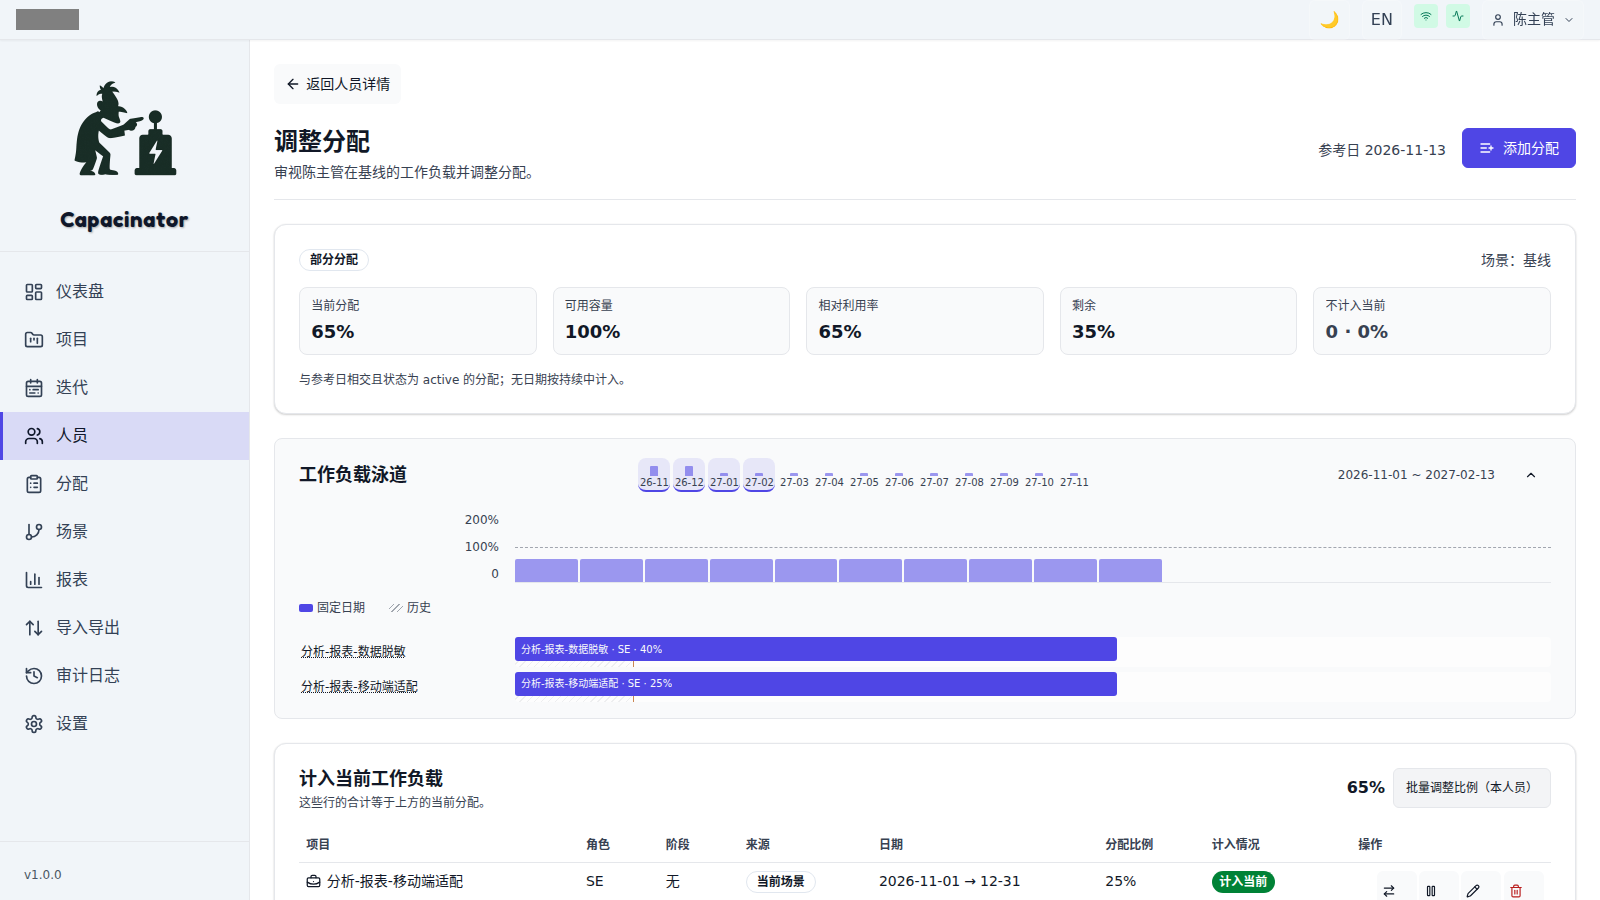 EN
陈主管
返回人员详情
Capacinator
调整分配
审视陈主管在基线的工作负载并调整分配。
参考日 2026-11-13
添加分配
仪表盘
项目
迭代
人员
分配
场景
报表
导入导出
审计日志
设置
v1.0.0
部分分配
场景：基线
当前分配
65%
可用容量
100%
相对利用率
65%
剩余
35%
不计入当前
0 · 0%
与参考日相交且状态为 active 的分配；无日期按持续中计入。
工作负载泳道
26-11 26-12 27-01 27-02 27-03 27-04 27-05 27-06 27-07 27-08 27-09 27-10 27-11
2026-11-01 ~ 2027-02-13
200%
100%
0
固定日期 历史
分析-报表-数据脱敏
分析-报表-数据脱敏 · SE · 40%
分析-报表-移动端适配
分析-报表-移动端适配 · SE · 25%
计入当前工作负载
这些行的合计等于上方的当前分配。
65%
批量调整比例（本人员）
项目 角色 阶段 来源 日期 分配比例 计入情况 操作
分析-报表-移动端适配 SE 无 当前场景 2026-11-01 → 12-31 25% 计入当前